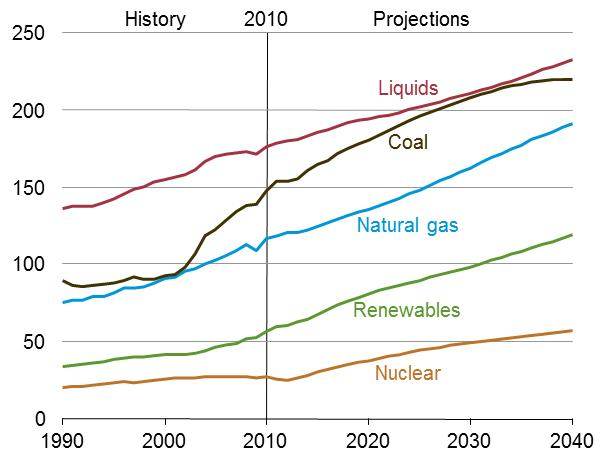 History 2010 Projections
250
200
150
100
50
0
Liquids
Coal
Natural gas
Renewables
Nuclear
1990 2000 2010 2020 2030 2040